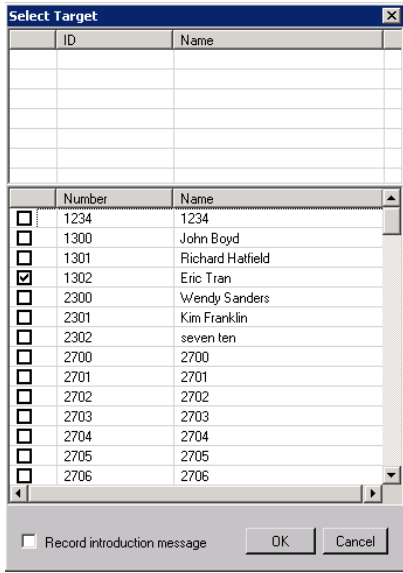 Select Target
ID Name
Number Name
1234 1234
1300 John Boyd
1301 Richard Hatfield
1302 Eric Tran
2300 Wendy Sanders
2301 Kim Franklin
2302 seven ten
2700 2700
2701 2701
2702 2702
2703 2703
2704 2704
2705 2705
2706 2706
Record introduction message OK Cancel